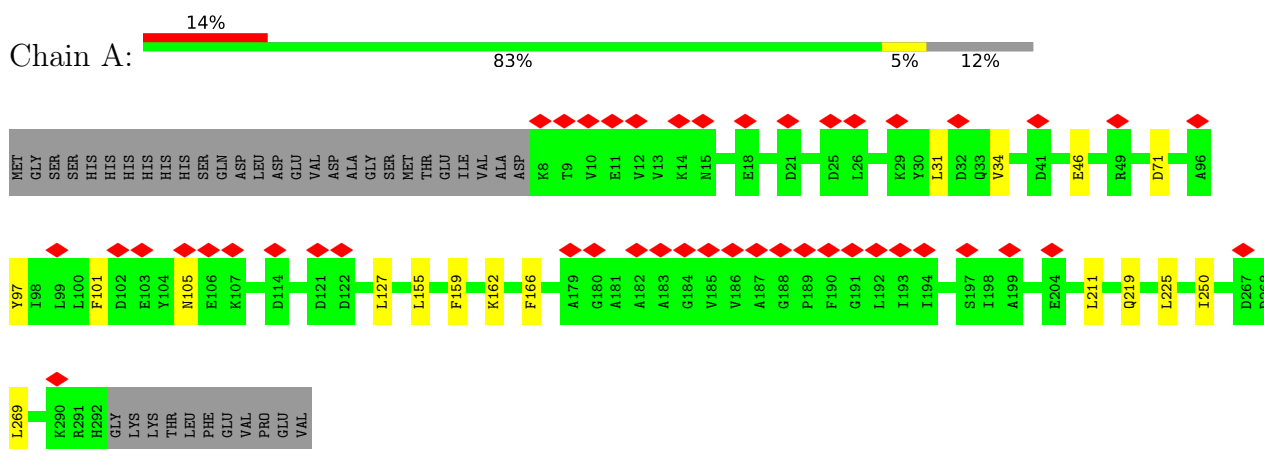 14%
Chain A:
83% 5% 12%
MET GLY SER SER HIS HIS HIS HIS HIS HIS SER GLN ASP LEU ASP GLU VAL ASP ALA GLY SER MET THR GLU ILE VAL ALA ASP K8 T9 V10 E11 V12 V13 K14 N15 E18 D21 D25 L26 K29 Y30 L31 D32 Q33 V34 D41 E46 R49 D71 A96
Y97 I98 L99 L100 F101 D102 E103 Y104 N105 E106 K107 D114 D121 D122 L127 L155 F159 K162 F166 A179 G180 A181 A182 A183 G184 V185 V186 A187 G188 P189 F190 G191 L192 I193 I194 S197 I198 A199 E204 L211 Q219 L225 I250 D267
L269 K290 R291 H292 GLY LYS LYS THR LEU PHE GLU VAL PRO GLU VAL